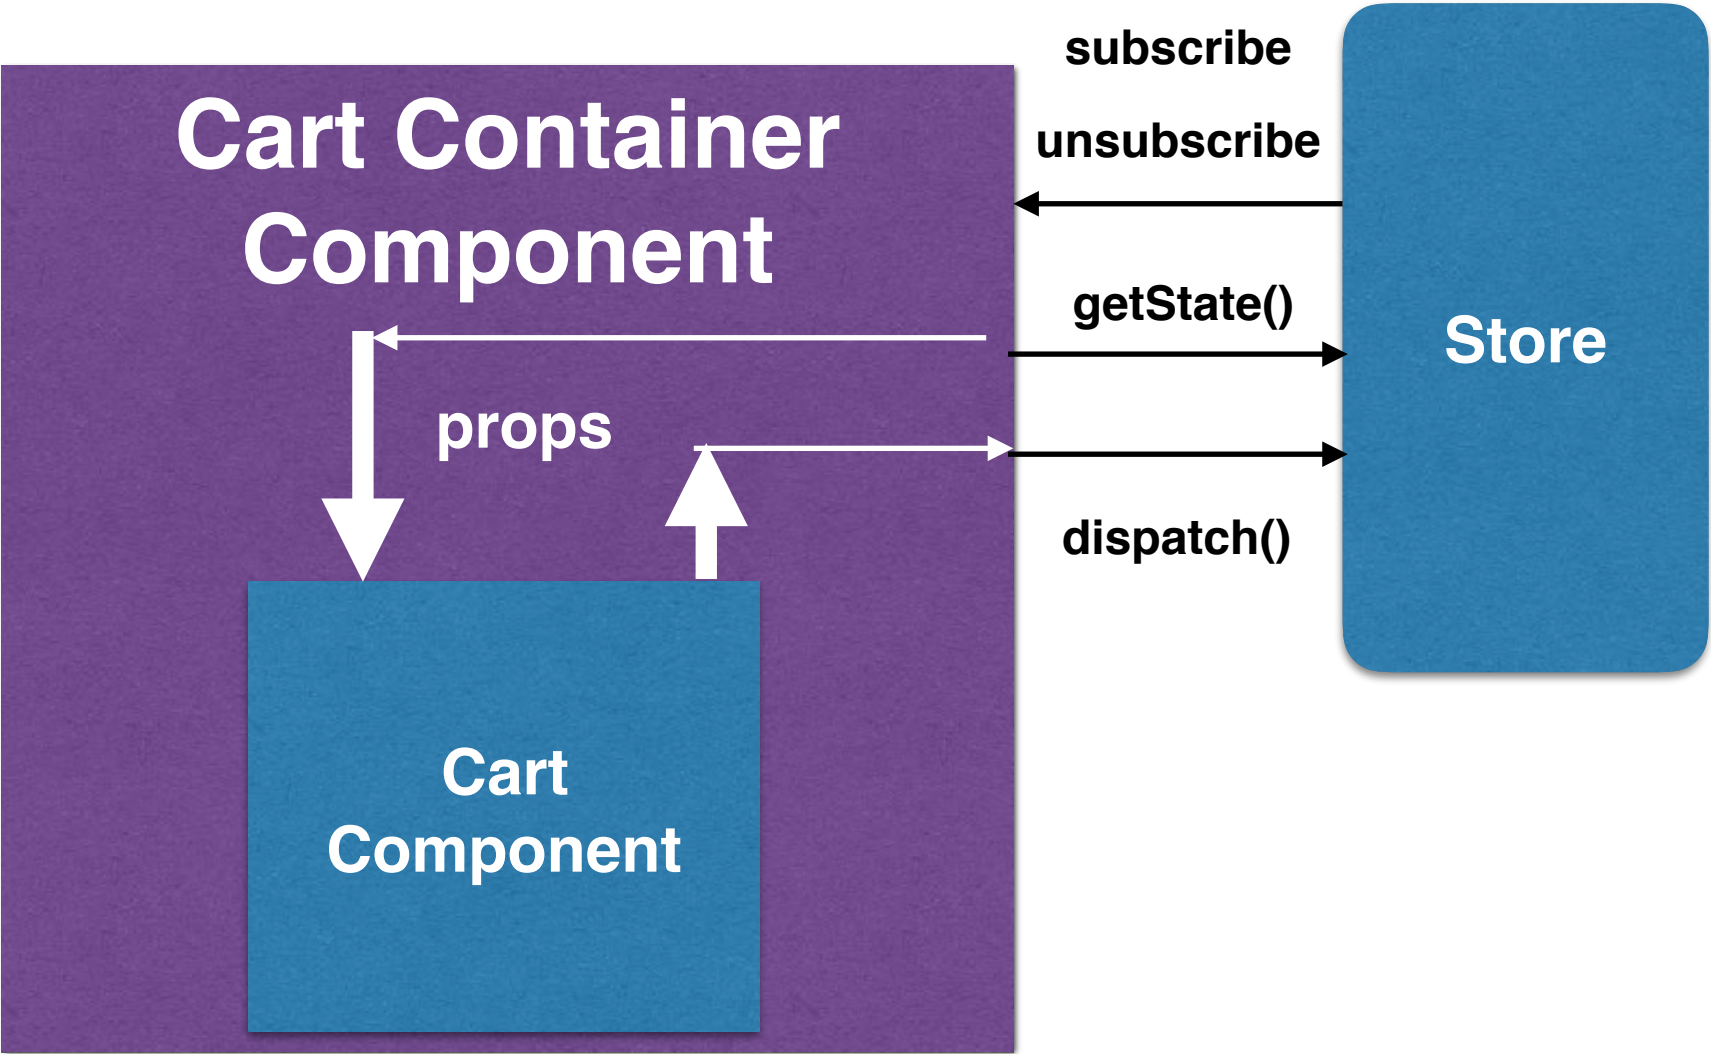 Cart Container
Component
subscribe
unsubscribe
getState()
Store
props
dispatch()
Cart
Component